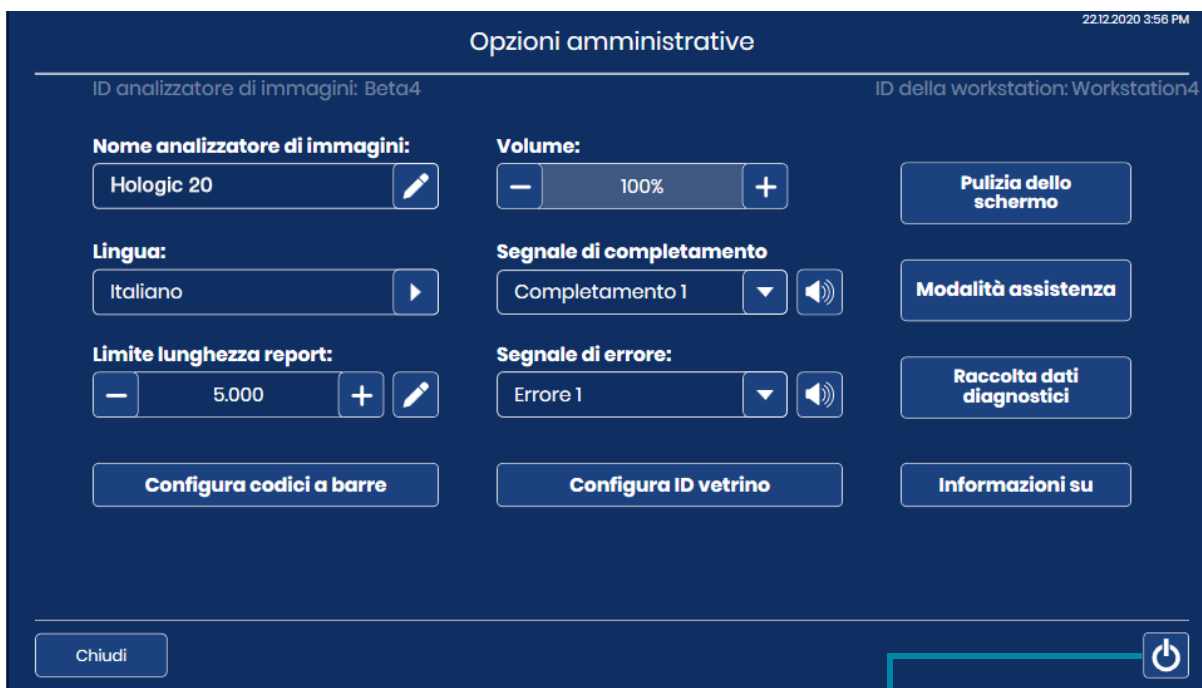 22.12.2020 3:56 PM
Opzioni amministrative
ID analizzatore di immagini: Beta4
ID della workstation: Workstation4
Nome analizzatore di immagini:
Hologic 20
Volume:
100%
Pulizia dello
schermo
Lingua:
Italiano
Segnale di completamento
Completamento 1
Modalità assistenza
Limite lunghezza report:
5.000
Segnale di errore:
Errore 1
Raccolta dati
diagnostici
Configura codici a barre
Configura ID vetrino
Informazioni su
Chiudi